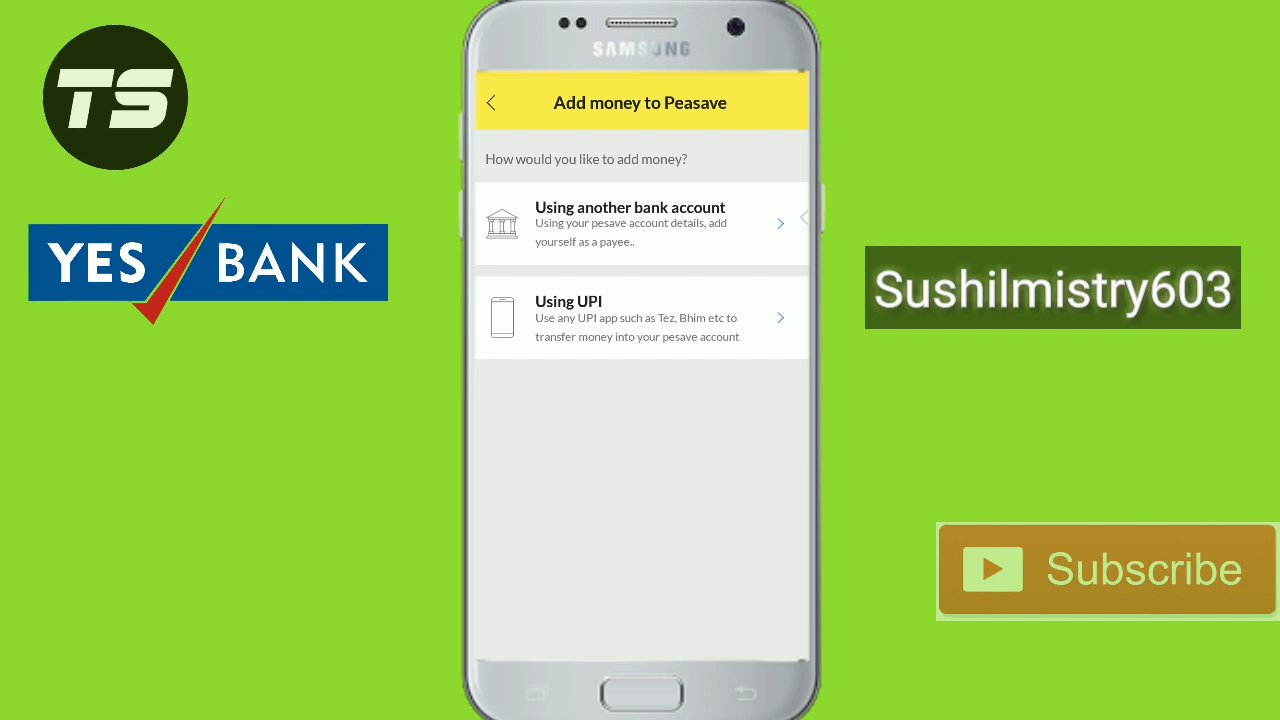 TS
YES BANK
SAMSUNG
Add money to Peasave
How would you like to add money?
Using another bank account
Using your pesave account details, add
yourself as a payee..
Using UPI
Use any UPI app such as Tez, Bhim etc to
transfer money into your pesave account
Sushilmistry603
Subscribe